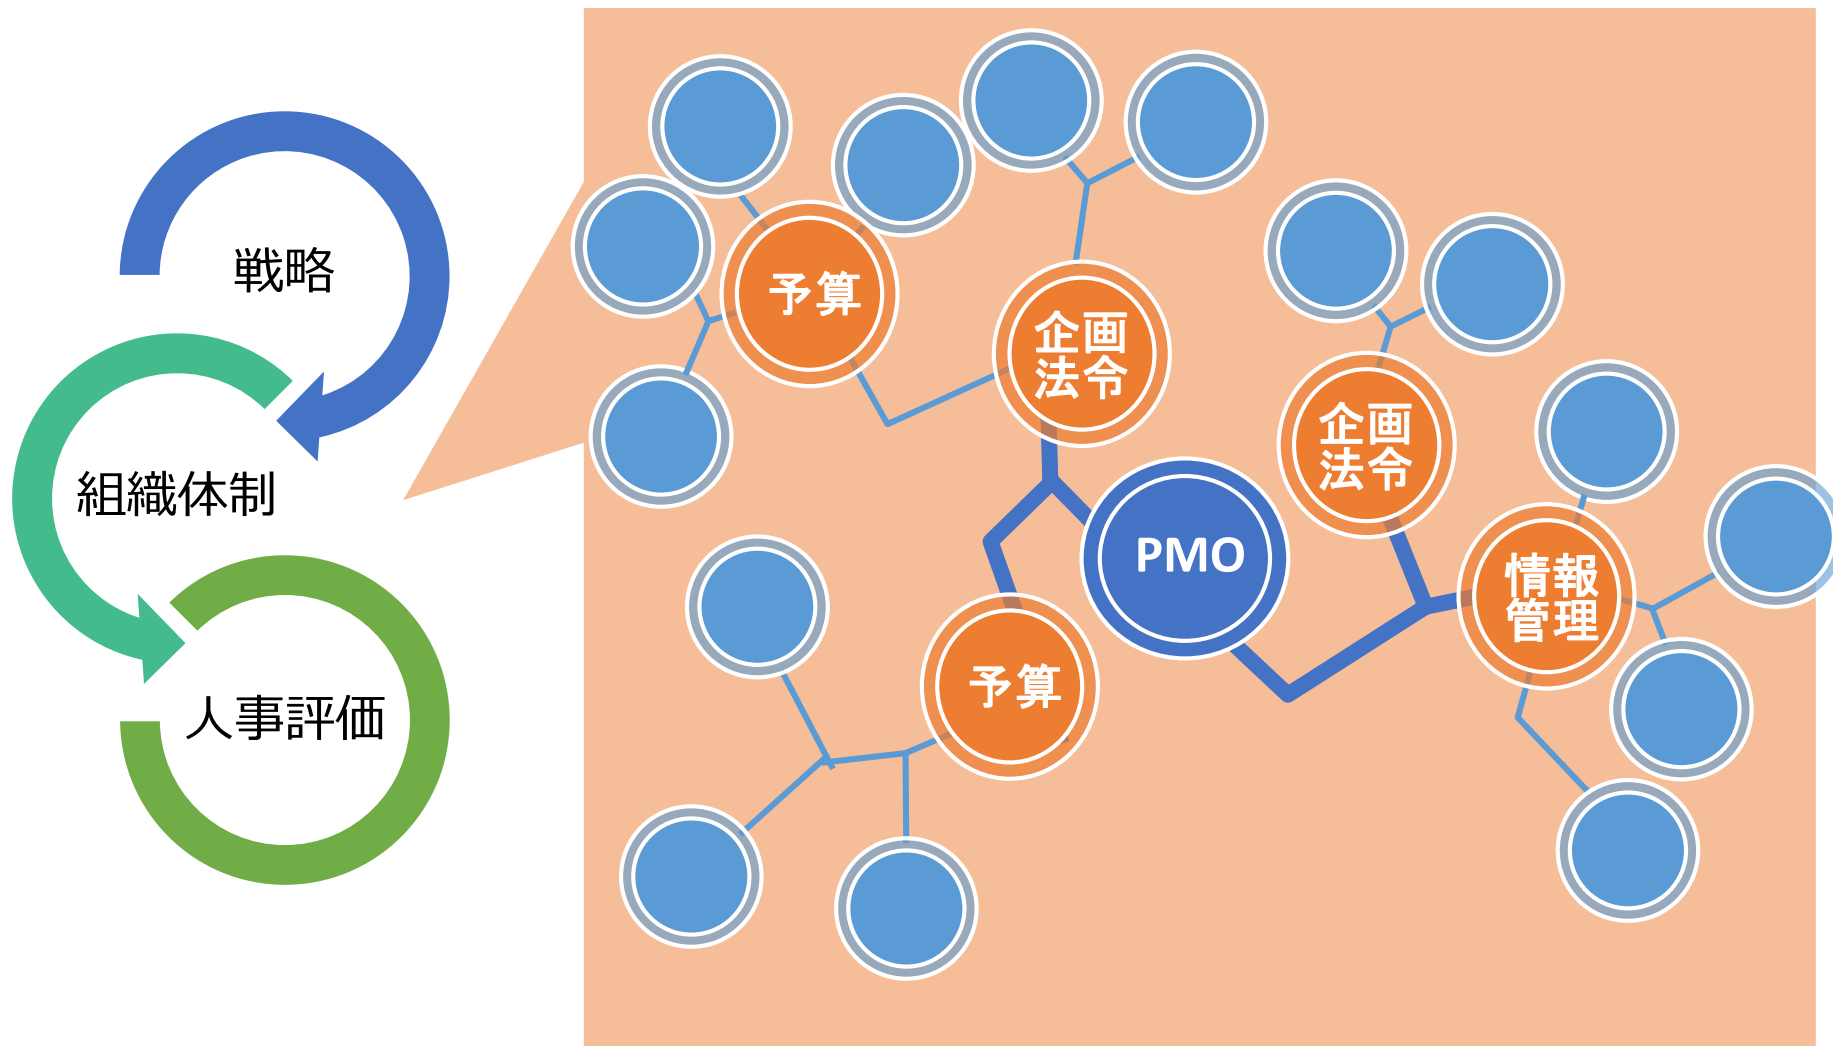 戦略
組織体制
人事評価
予算
企画
法令
企画
法令
PMO
情報
管理
予算